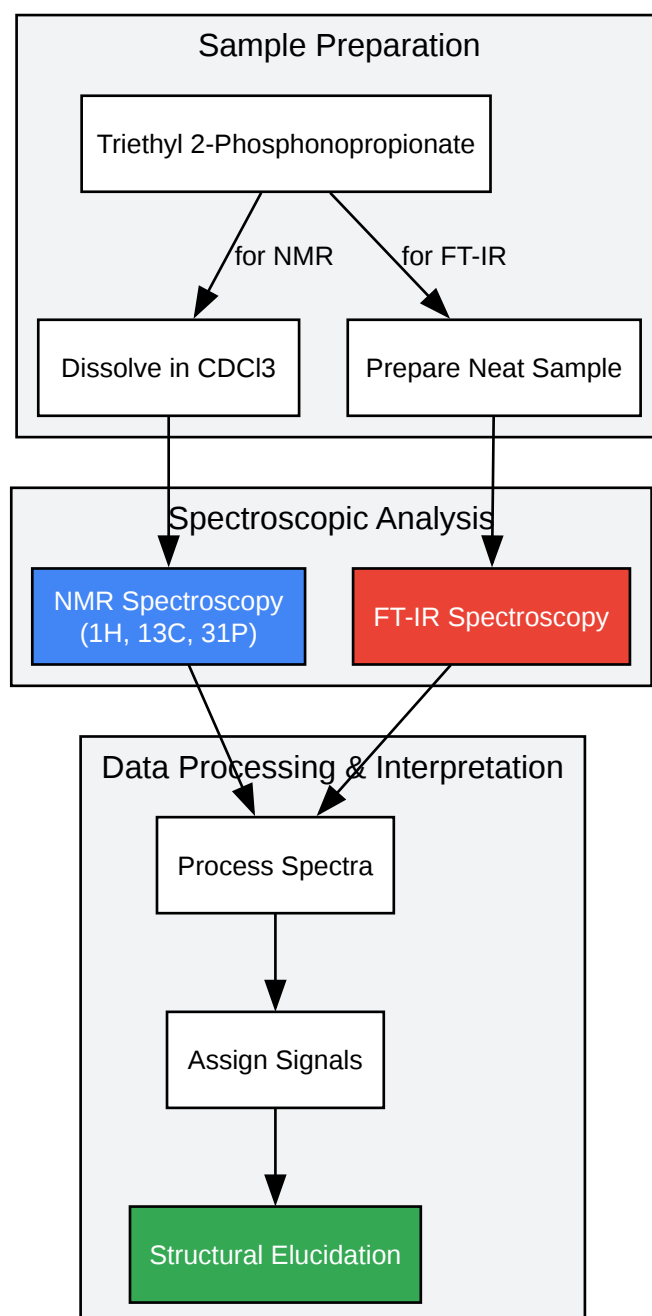 Sample Preparation
Triethyl 2-Phosphonopropionate
for NMR
for FT-IR
Dissolve in CDCl3
Prepare Neat Sample
Spectroscopic Analysis
NMR Spectroscopy
(1H, 13C, 31P)
FT-IR Spectroscopy
Data Processing & Interpretation
Process Spectra
Assign Signals
Structural Elucidation